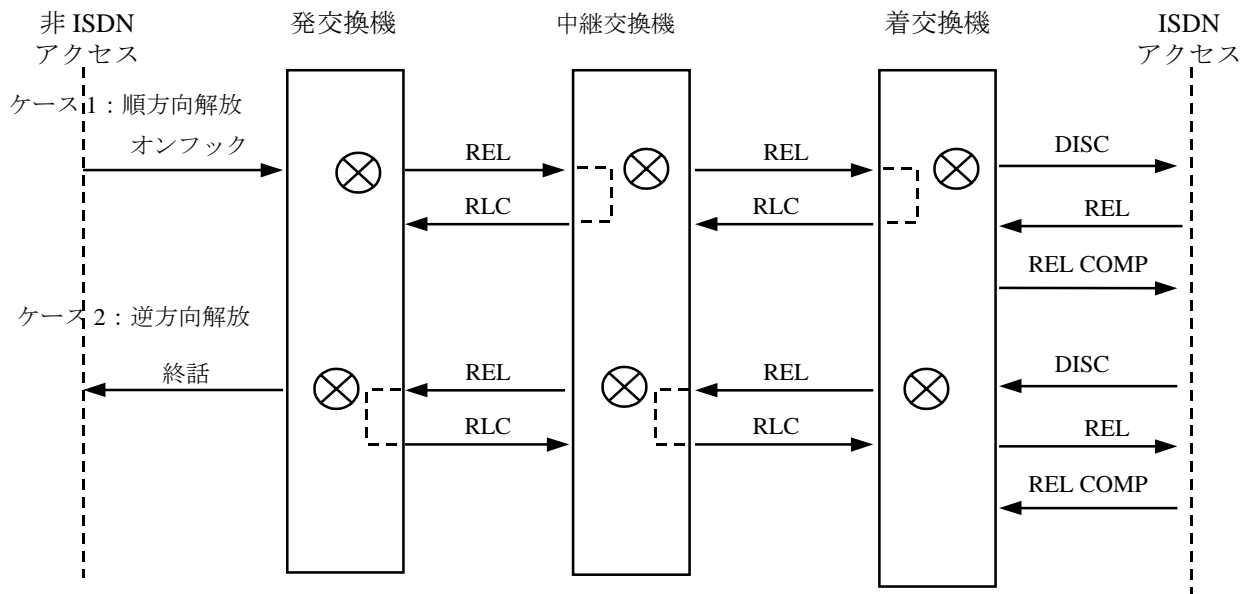 非 ISDN
アクセス
発交換機
中継交換機
着交換機
ISDN
アクセス
ケース 1 : 順方向解放
オンフック
REL
REL
DISC
RLC
RLC
REL
REL COMP
ケース 2 : 逆方向解放
終話
REL
REL
DISC
RLC
RLC
REL
REL COMP